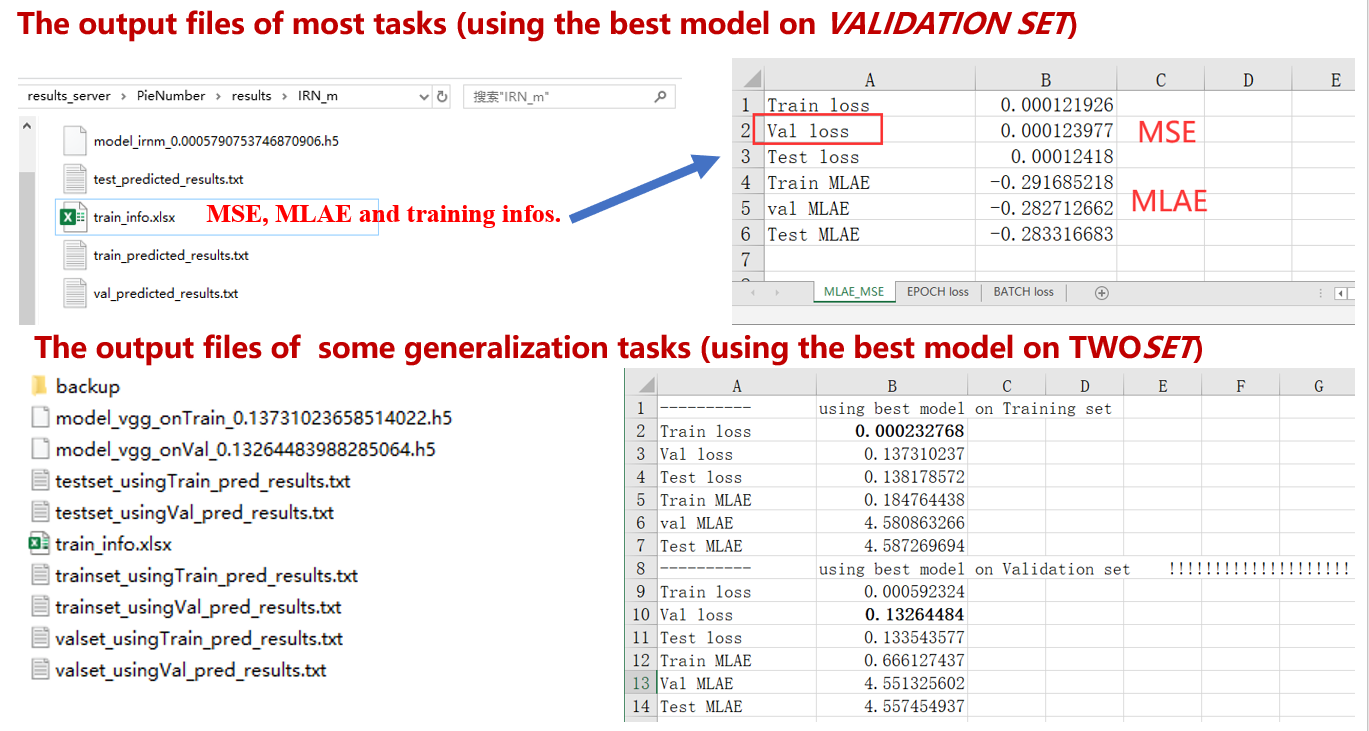 The output files of most tasks (using the best model on VALIDATION SET)
results_server › PieNumber › results › IRN_m
搜索"IRN_m"
model_irnm_0.0005790753746870906.h5
test_predicted_results.txt
train_info.xlsx
MSE, MLAE and training infos.
train_predicted_results.txt
val_predicted_results.txt
A B C D E
1 Train loss 0.000121926
2 Val loss 0.000123977 MSE
3 Test loss 0.00012418
4 Train MLAE -0.291685218
5 val MLAE -0.282712662 MLAE
6 Test MLAE -0.283316683
7
MLAE_MSE EPOCH loss BATCH loss
The output files of some generalization tasks (using the best model on TWOSET)
backup
model_vgg_onTrain_0.13731023658514022.h5
model_vgg_onVal_0.13264483988285064.h5
testset_usingTrain_pred_results.txt
testset_usingVal_pred_results.txt
train_info.xlsx
trainset_usingTrain_pred_results.txt
trainset_usingVal_pred_results.txt
valset_usingTrain_pred_results.txt
valset_usingVal_pred_results.txt
A B C D E F G
1 ---------- using best model on Training set
2 Train loss 0.000232768
3 Val loss 0.137310237
4 Test loss 0.138178572
5 Train MLAE 0.184764438
6 val MLAE 4.580863266
7 Test MLAE 4.587269694
8 ---------- using best model on Validation set !!!!!!!!!!!!!!!!!!!!
9 Train loss 0.000592324
10 Val loss 0.13264484
11 Test loss 0.133543577
12 Train MLAE 0.666127437
13 Val MLAE 4.551325602
14 Test MLAE 4.557454937